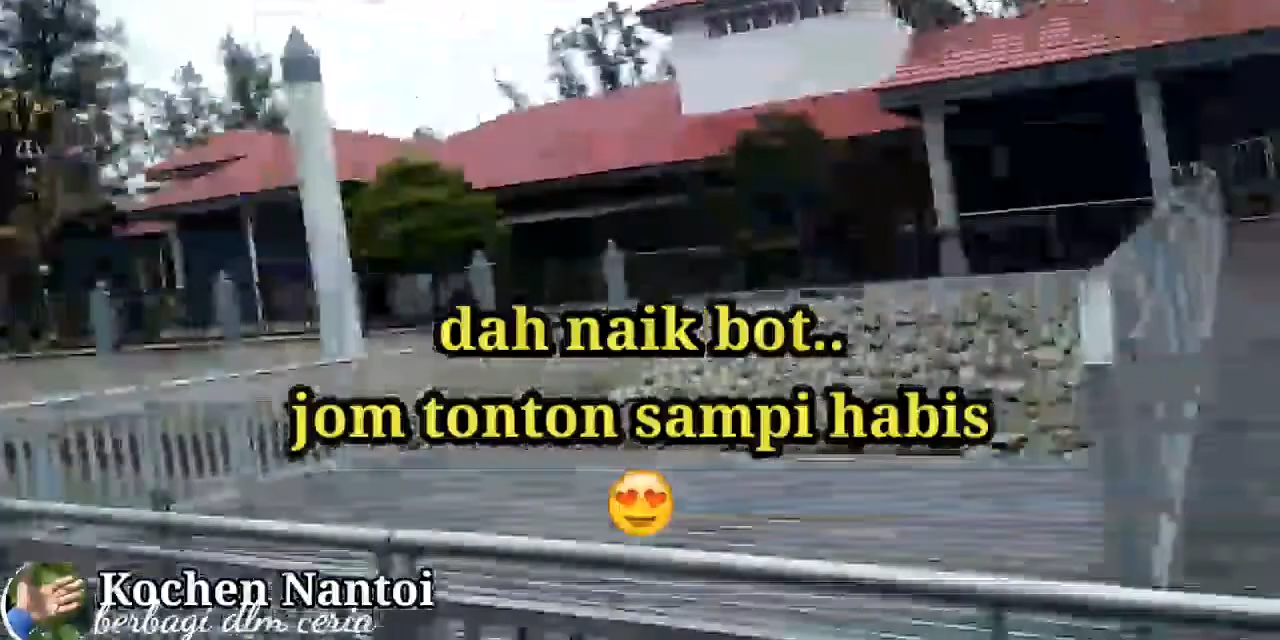 dah naik bot..
jom tonton sampi habis
😍
Kochen Nantoi
berbagi dlm ceria